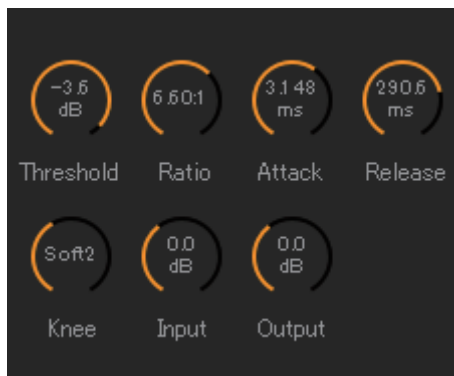 -3.6
dB
6.60:1
3.148
ms
290.6
ms
Threshold
Ratio
Attack
Release
Soft2
0.0
dB
0.0
dB
Knee
Input
Output